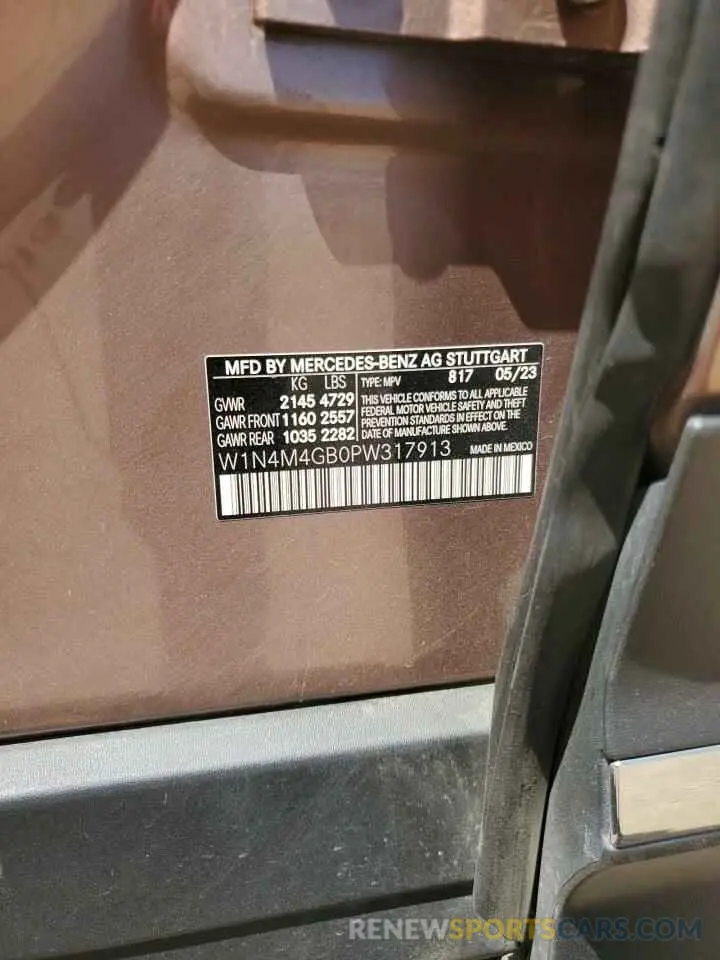 MFD BY MERCEDES-BENZ AG STUTTGART
KG LBS TYPE: MPV 817 05/23
GVWR 2145 4729
GAWR FRONT 1160 2557
GAWR REAR 1035 2282
THIS VEHICLE CONFORMS TO ALL APPLICABLE
FEDERAL MOTOR VEHICLE SAFETY AND THEFT
PREVENTION STANDARDS IN EFFECT ON THE
DATE OF MANUFACTURE SHOWN ABOVE.
W1N4M4GB0PW317913 MADE IN MEXICO
RENEWSPORTSCARS.COM